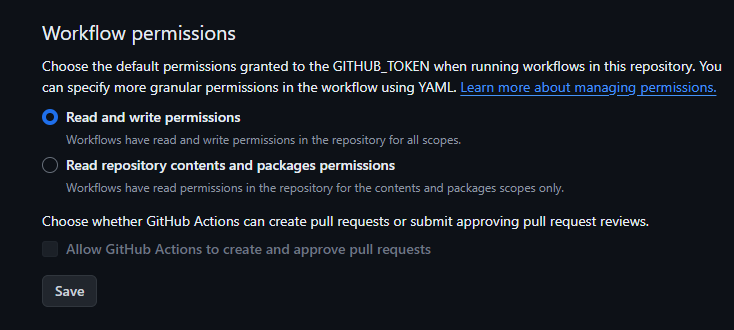 Workflow permissions
Choose the default permissions granted to the GITHUB_TOKEN when running workflows in this repository. You
can specify more granular permissions in the workflow using YAML. Learn more about managing permissions.
Read and write permissions
Workflows have read and write permissions in the repository for all scopes.
Read repository contents and packages permissions
Workflows have read permissions in the repository for the contents and packages scopes only.
Choose whether GitHub Actions can create pull requests or submit approving pull request reviews.
Allow GitHub Actions to create and approve pull requests
Save